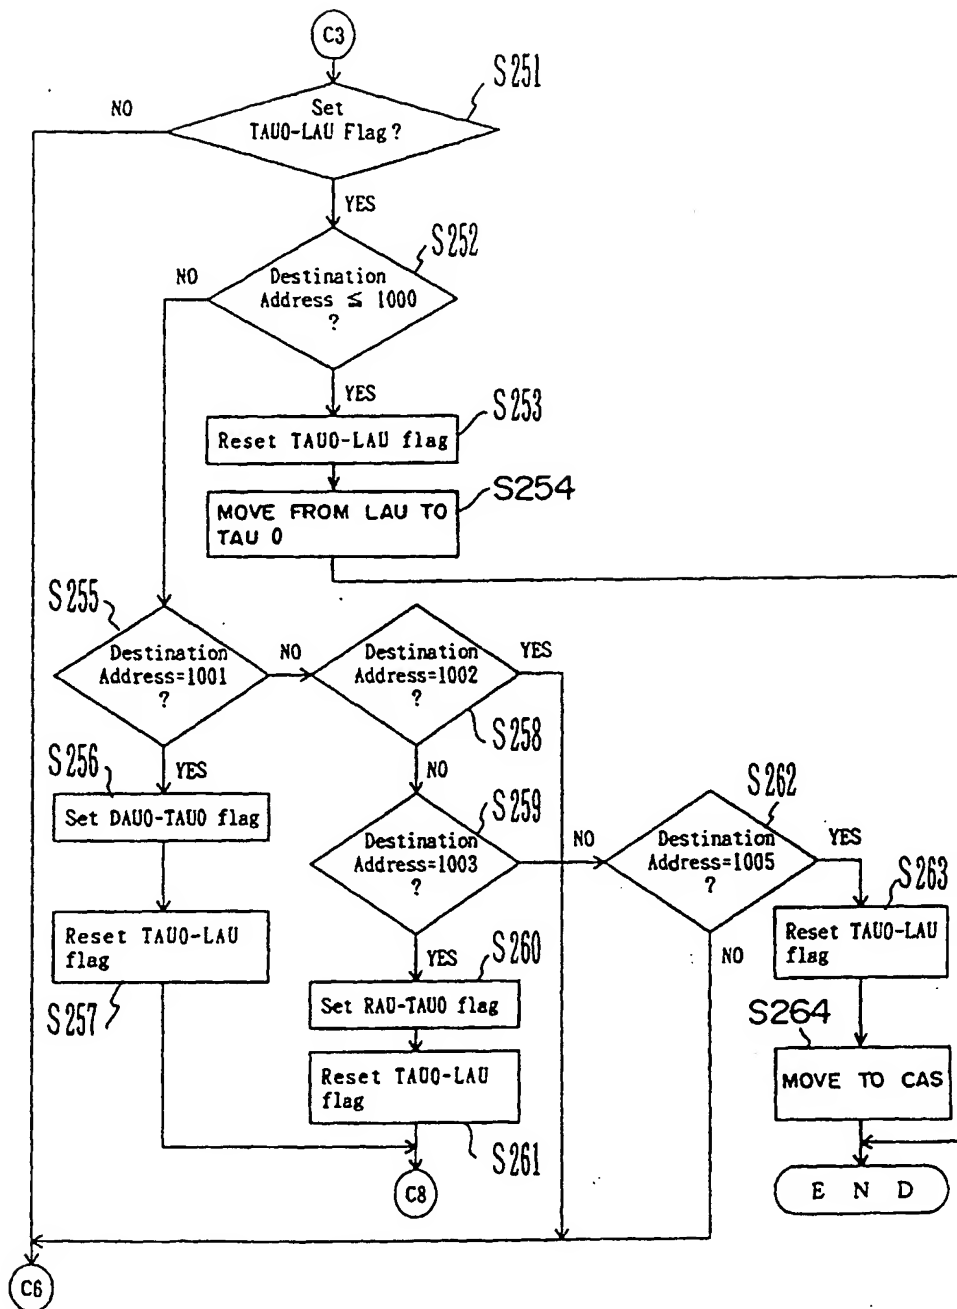 C3
S251
NO
Set
TAU0-LAU Flag?
YES
S252
NO
Destination
Address ≦ 1000
?
YES
S253
Reset TAU0-LAU flag
S254
MOVE FROM LAU TO
TAU 0
S255
Destination
Address=1001
?
NO
Destination
Address=1002
?
YES
S258
S256
YES
NO
Set DAU0-TAU0 flag
S259
Destination
Address=1003
?
NO
S262
Destination
Address=1005
?
YES
S263
Reset TAU0-LAU
flag
Reset TAU0-LAU
flag
S257
YES
S260
NO
Set RAU-TAU0 flag
S264
Reset TAU0-LAU
flag
MOVE TO CAS
S261
C8
E N D
C6